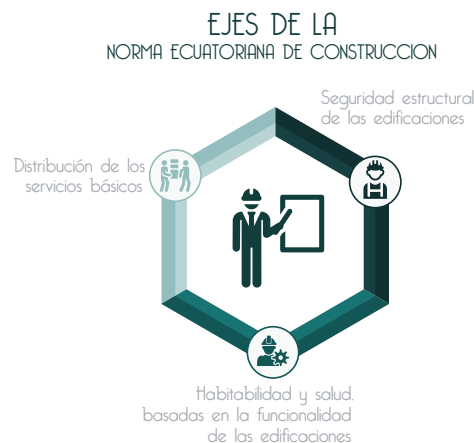 EJES DE LA
NORMA ECUATORIANA DE CONSTRUCCION
Seguridad estructural
de las edificaciones
Distribución de los
servicios básicos
Habitabilidad y salud.
basadas en la funcionalidad
de las edificaciones